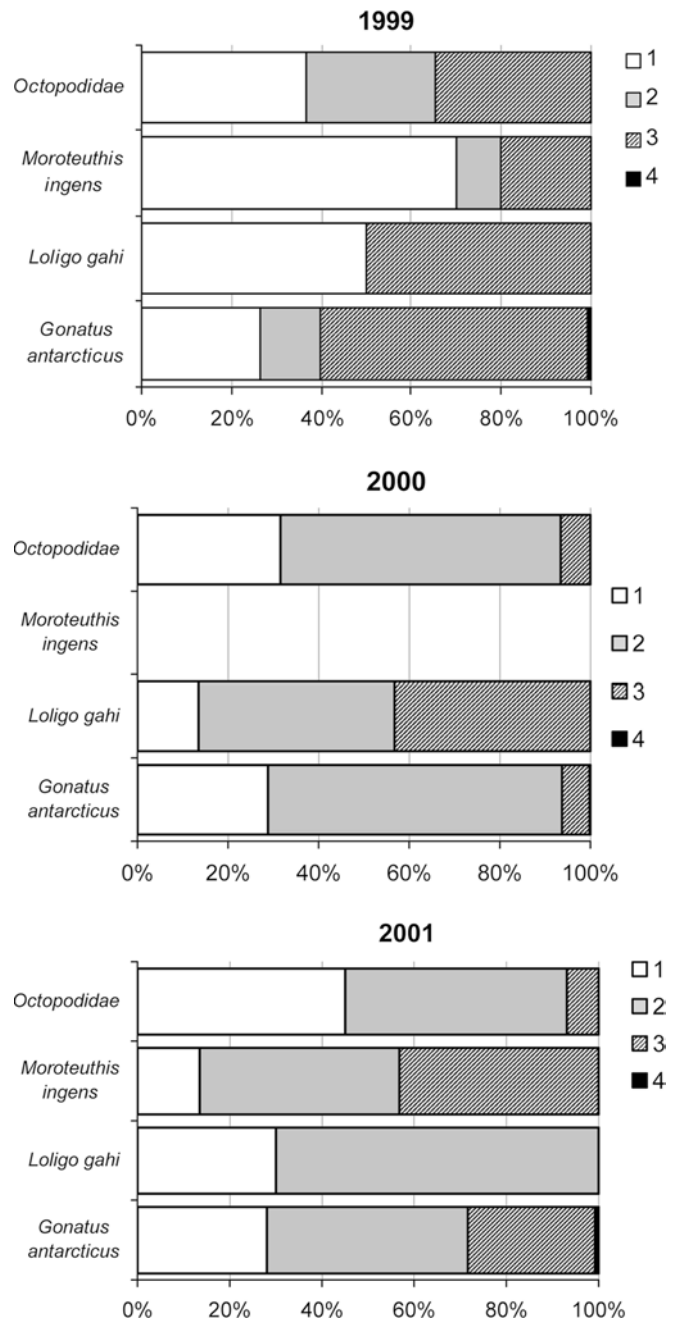 1999
Octopodidae
Moroteuthis
ingens
Loligo gahi
Gonatus
antarcticus
1
2
3
4
0% 20% 40% 60% 80% 100%
2000
Octopodidae
Moroteuthis
ingens
Loligo gahi
Gonatus
antarcticus
1
2
3
4
0% 20% 40% 60% 80% 100%
2001
Octopodidae
Moroteuthis
ingens
Loligo gahi
Gonatus
antarcticus
1
2
3
4
0% 20% 40% 60% 80% 100%